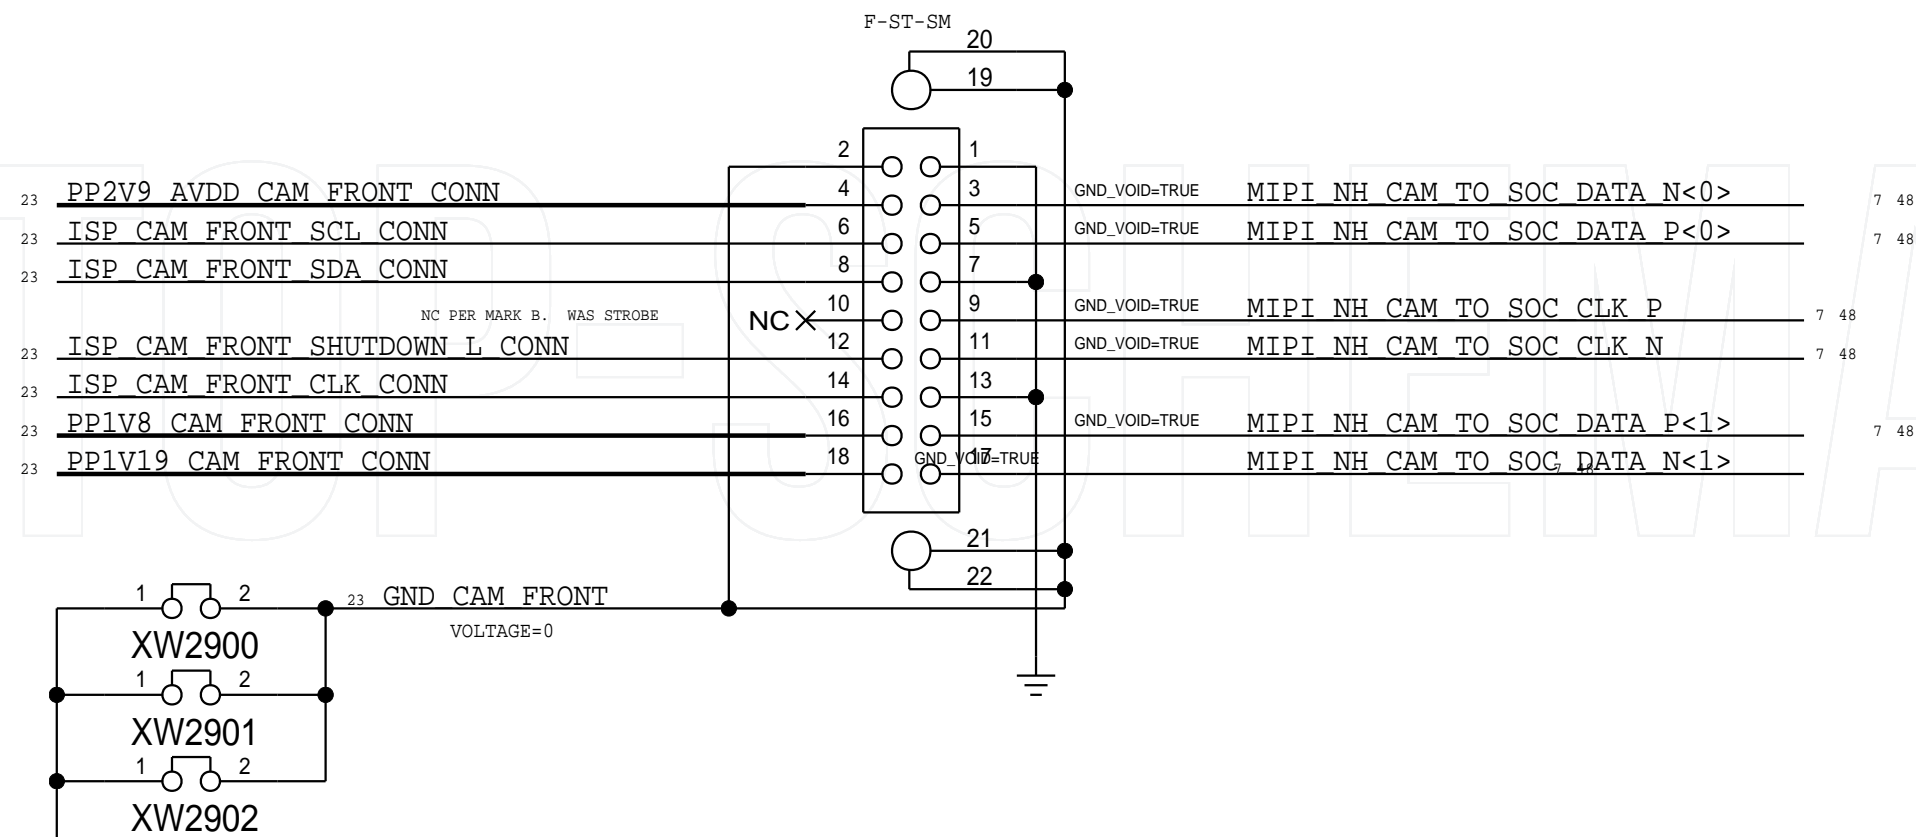 F-ST-SM
20
19
2 1
23 PP2V9_AVDD_CAM_FRONT_CONN 4 3 GND_VOID=TRUE MIPI_NH_CAM_TO_SOC_DATA_N<0> 7 48
23 ISP_CAM_FRONT_SCL_CONN 6 5 GND_VOID=TRUE MIPI_NH_CAM_TO_SOC_DATA_P<0> 7 48
23 ISP_CAM_FRONT_SDA_CONN 8 7
NC PER MARK B. WAS STROBE NC 10 9 GND_VOID=TRUE MIPI_NH_CAM_TO_SOC_CLK_P 7 48
23 ISP_CAM_FRONT_SHUTDOWN_L_CONN 12 11 GND_VOID=TRUE MIPI_NH_CAM_TO_SOC_CLK_N 7 48
23 ISP_CAM_FRONT_CLK_CONN 14 13
23 PP1V8_CAM_FRONT_CONN 16 15 GND_VOID=TRUE MIPI_NH_CAM_TO_SOC_DATA_P<1> 7 48
23 PP1V19_CAM_FRONT_CONN 18 17 GND_VOID=TRUE MIPI_NH_CAM_TO_SOC_DATA_N<1> 7 48
21
22
1 2 23 GND_CAM_FRONT
VOLTAGE=0
XW2900
1 2
XW2901
1 2
XW2902
TOP-SCHEMA